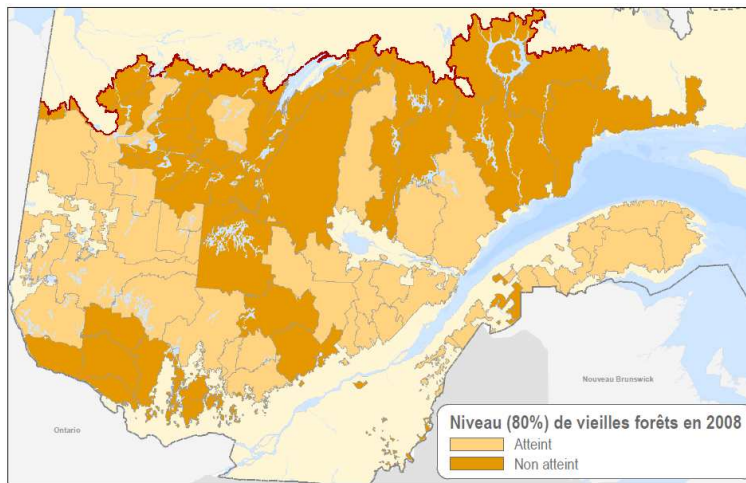 Nouveau Brunswick
Ontario
Niveau (80%) de vieilles forêts en 2008
Atteint
Non atteint